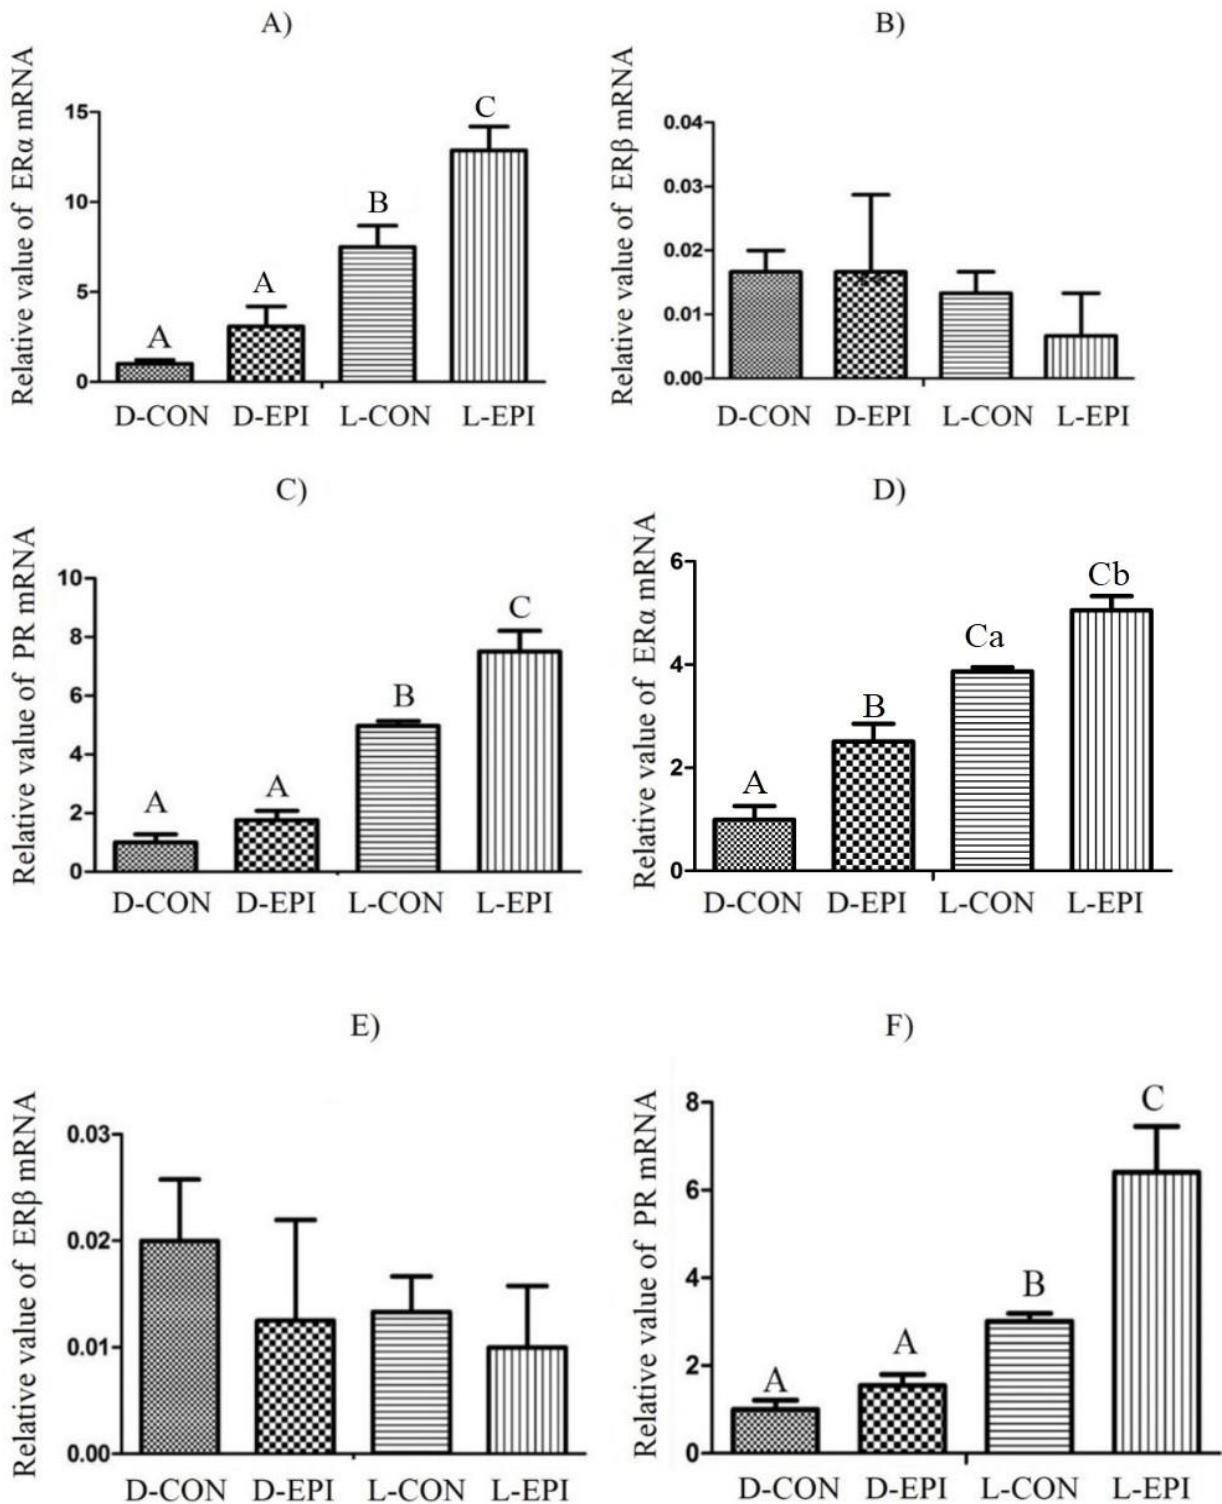 A)
Relative value of ERα mRNA
15
10
5
0
C
B
A
A
D-CON D-EPI L-CON L-EPI
B)
Relative value of ERβ mRNA
0.04
0.03
0.02
0.01
0.00
D-CON D-EPI L-CON L-EPI
C)
Relative value of PR mRNA
10
8
6
4
2
0
C
B
A
A
D-CON D-EPI L-CON L-EPI
D)
Relative value of ERα mRNA
6
4
2
0
Cb
Ca
B
A
D-CON D-EPI L-CON L-EPI
E)
Relative value of ERβ mRNA
0.03
0.02
0.01
0.00
D-CON D-EPI L-CON L-EPI
F)
Relative value of PR mRNA
8
6
4
2
0
C
B
A
A
D-CON D-EPI L-CON L-EPI